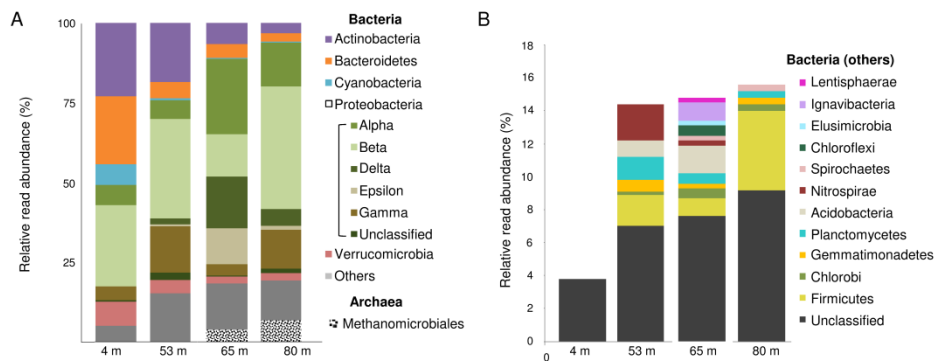 A
Relative read abundance (%)
100
75
50
25
4 m
53 m
65 m
80 m
Bacteria
Actinobacteria
Bacteroidetes
Cyanobacteria
Proteobacteria
Alpha
Beta
Delta
Epsilon
Gamma
Unclassified
Verrucomicrobia
Others
Archaea
Methanomicrobiales
B
Relative read abundance (%)
18
16
14
12
10
8
6
4
2
0
0
4 m
53 m
65 m
80 m
Bacteria (others)
Lentisphaerae
Ignavibacteria
Elusimicrobia
Chloroflexi
Spirochaetes
Nitrospirae
Acidobacteria
Planctomycetes
Gemmatimonadetes
Chlorobi
Firmicutes
Unclassified